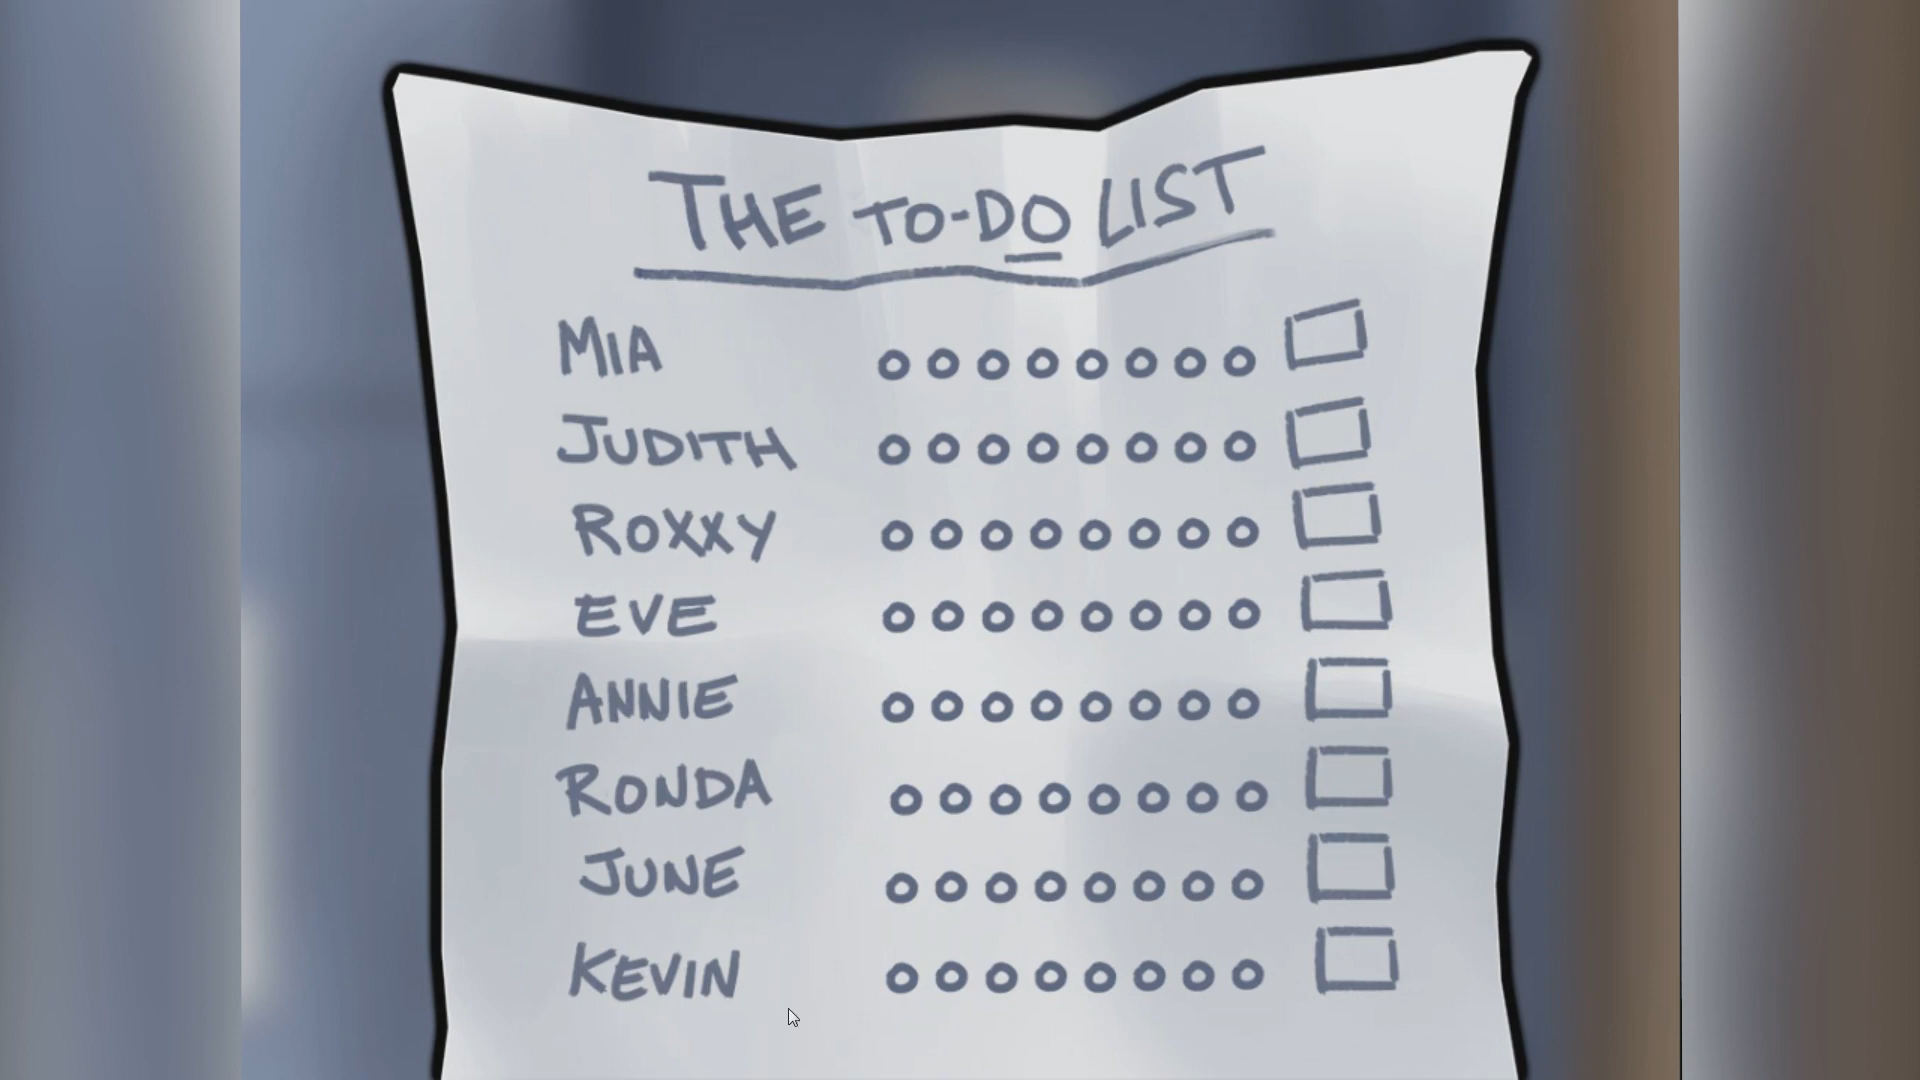 THE TO-DO LIST
MIA
JUDITH
ROXXY
EVE
ANNIE
RONDA
JUNE
KEVIN